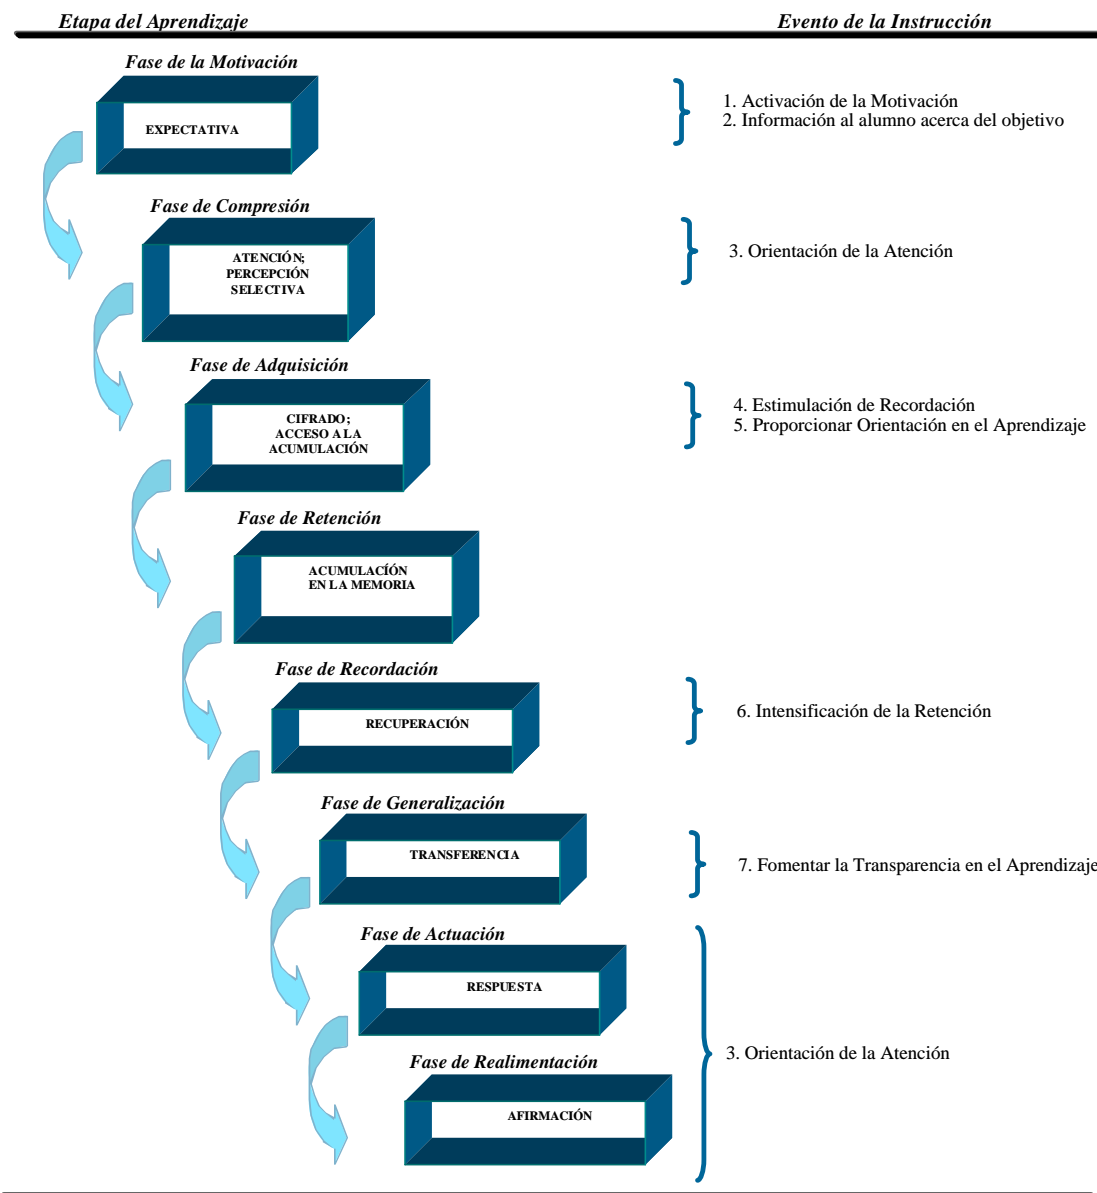 Etapa del Aprendizaje
Evento de la Instrucción
Fase de la Motivación
EXPECTATIVA
1. Activación de la Motivación
2. Información al alumno acerca del objetivo
Fase de Compresión
ATENCIÓN;
PERCEPCIÓN
SELECTIVA
3. Orientación de la Atención
Fase de Adquisición
CIFRADO;
ACCESO A LA
ACUMULACIÓN
4. Estimulación de Recordación
5. Proporcionar Orientación en el Aprendizaje
Fase de Retención
ACUMULACÍÓN
EN LA MEMORIA
Fase de Recordación
RECUPERACIÓN
6. Intensificación de la Retención
Fase de Generalización
TRANSFERENCIA
7. Fomentar la Transparencia en el Aprendizaje
Fase de Actuación
RESPUESTA
Fase de Realimentación
3. Orientación de la Atención
AFIRMACIÓN